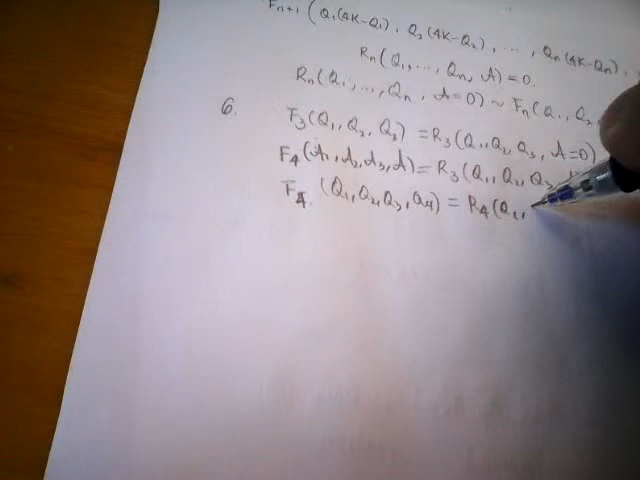 Fn+1 (Q1(4K-Q1), Q2(4K-Q2), ..., Qn(4K-Qn),
Rn(Q1, ..., Qn, A) = 0.
Rn(Q1, ..., Qn, A=0) ~ Fn(Q1, Q2,
6. F3(Q1, Q2, Q3) = R3(Q1, Q2, Q3, A=0)
F4(A1, A2, A3, A) = R3(Q1, Q2, Q3
F4 (Q1, Q2, Q3, Q4) = R4(Q1,